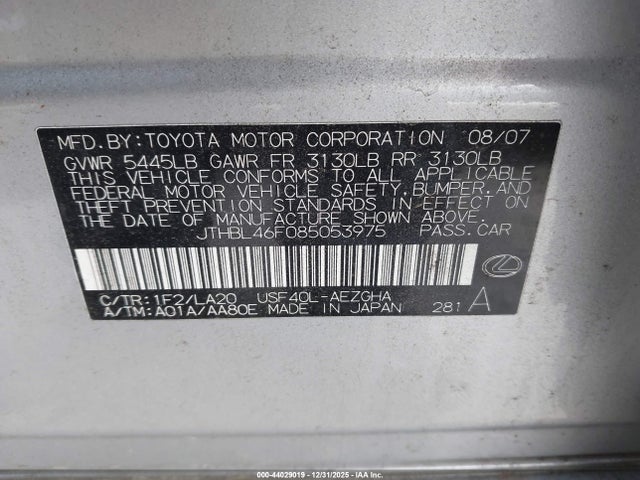 MFD. BY: TOYOTA MOTOR CORPORATION 08/07
GVWR 5445LB GAWR FR 3130LB RR 3130LB
THIS VEHICLE CONFORMS TO ALL APPLICABLE
FEDERAL MOTOR VEHICLE SAFETY, BUMPER, AND
THEFT PREVENTION STANDARDS IN EFFECT ON
THE DATE OF MANUFACTURE SHOWN ABOVE.
JTHBL46F085053975 PASS. CAR
C/TR: 1F2/LA20 USF40L-AEZGHA
A/TM: A01A/AA80E MADE IN JAPAN 281 A
000-44029019 - 12/31/2025 - IAA Inc.